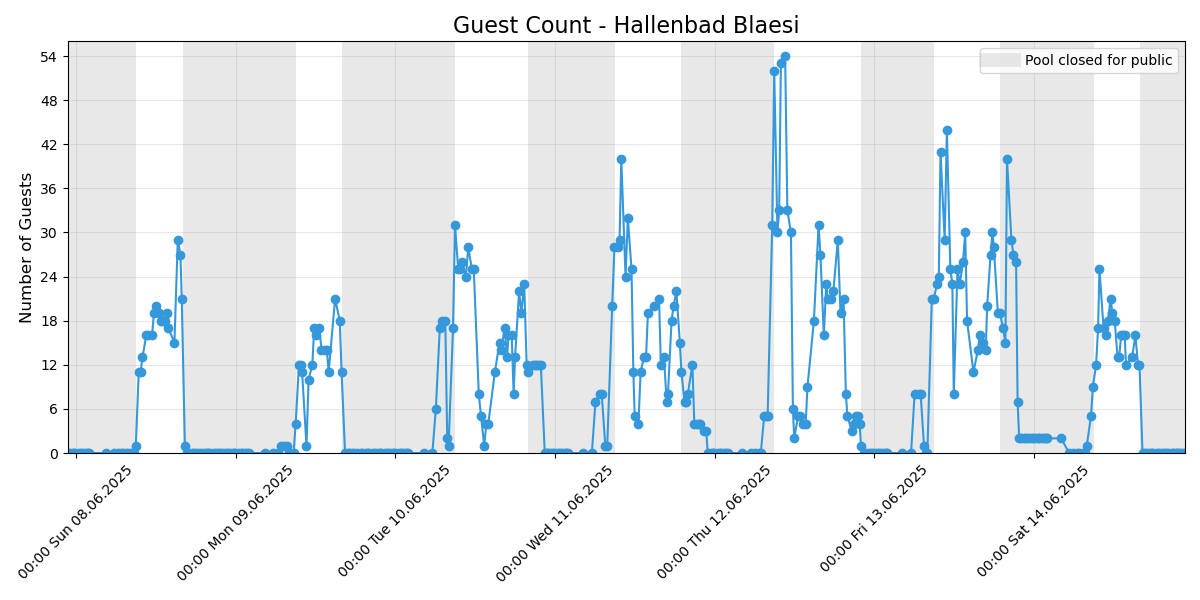 Guest Count - Hallenbad Blaesi
Pool closed for public
Number of Guests
54
48
42
36
30
24
18
12
6
0
00:00 Sun 08.06.2025
00:00 Mon 09.06.2025
00:00 Tue 10.06.2025
00:00 Wed 11.06.2025
00:00 Thu 12.06.2025
00:00 Fri 13.06.2025
00:00 Sat 14.06.2025